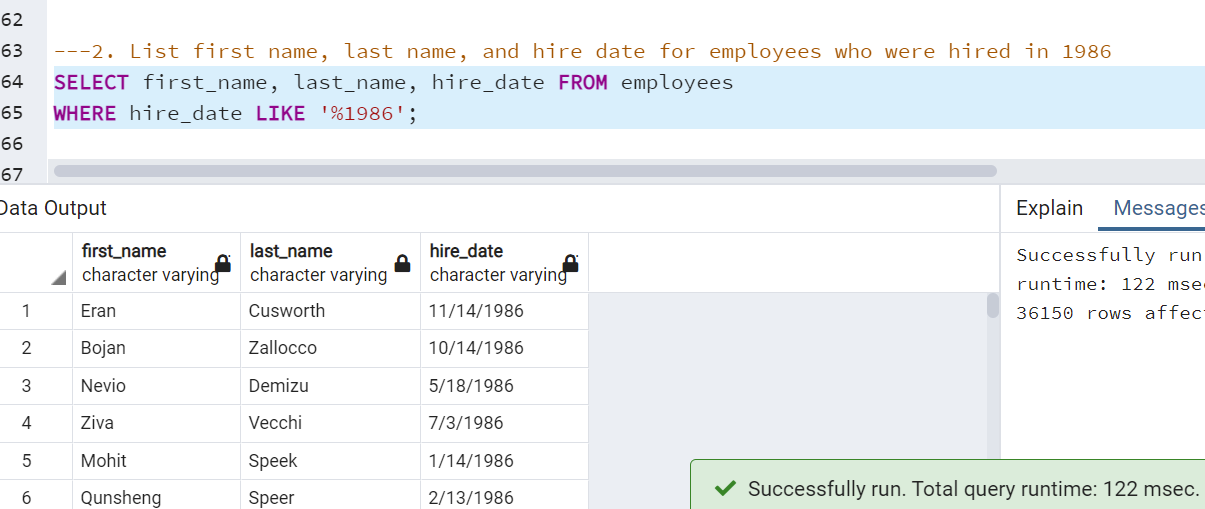 62
63 ---2. List first name, last name, and hire date for employees who were hired in 1986
64 SELECT first_name, last_name, hire_date FROM employees
65 WHERE hire_date LIKE '%1986';
66
67
Data Output
Explain Messages
first_name last_name hire_date
character varying character varying character varying
1 Eran Cusworth 11/14/1986
2 Bojan Zallocco 10/14/1986
3 Nevio Demizu 5/18/1986
4 Ziva Vecchi 7/3/1986
5 Mohit Speek 1/14/1986
6 Qunsheng Speer 2/13/1986
Successfully run
runtime: 122 mse
36150 rows affec
Successfully run. Total query runtime: 122 msec.